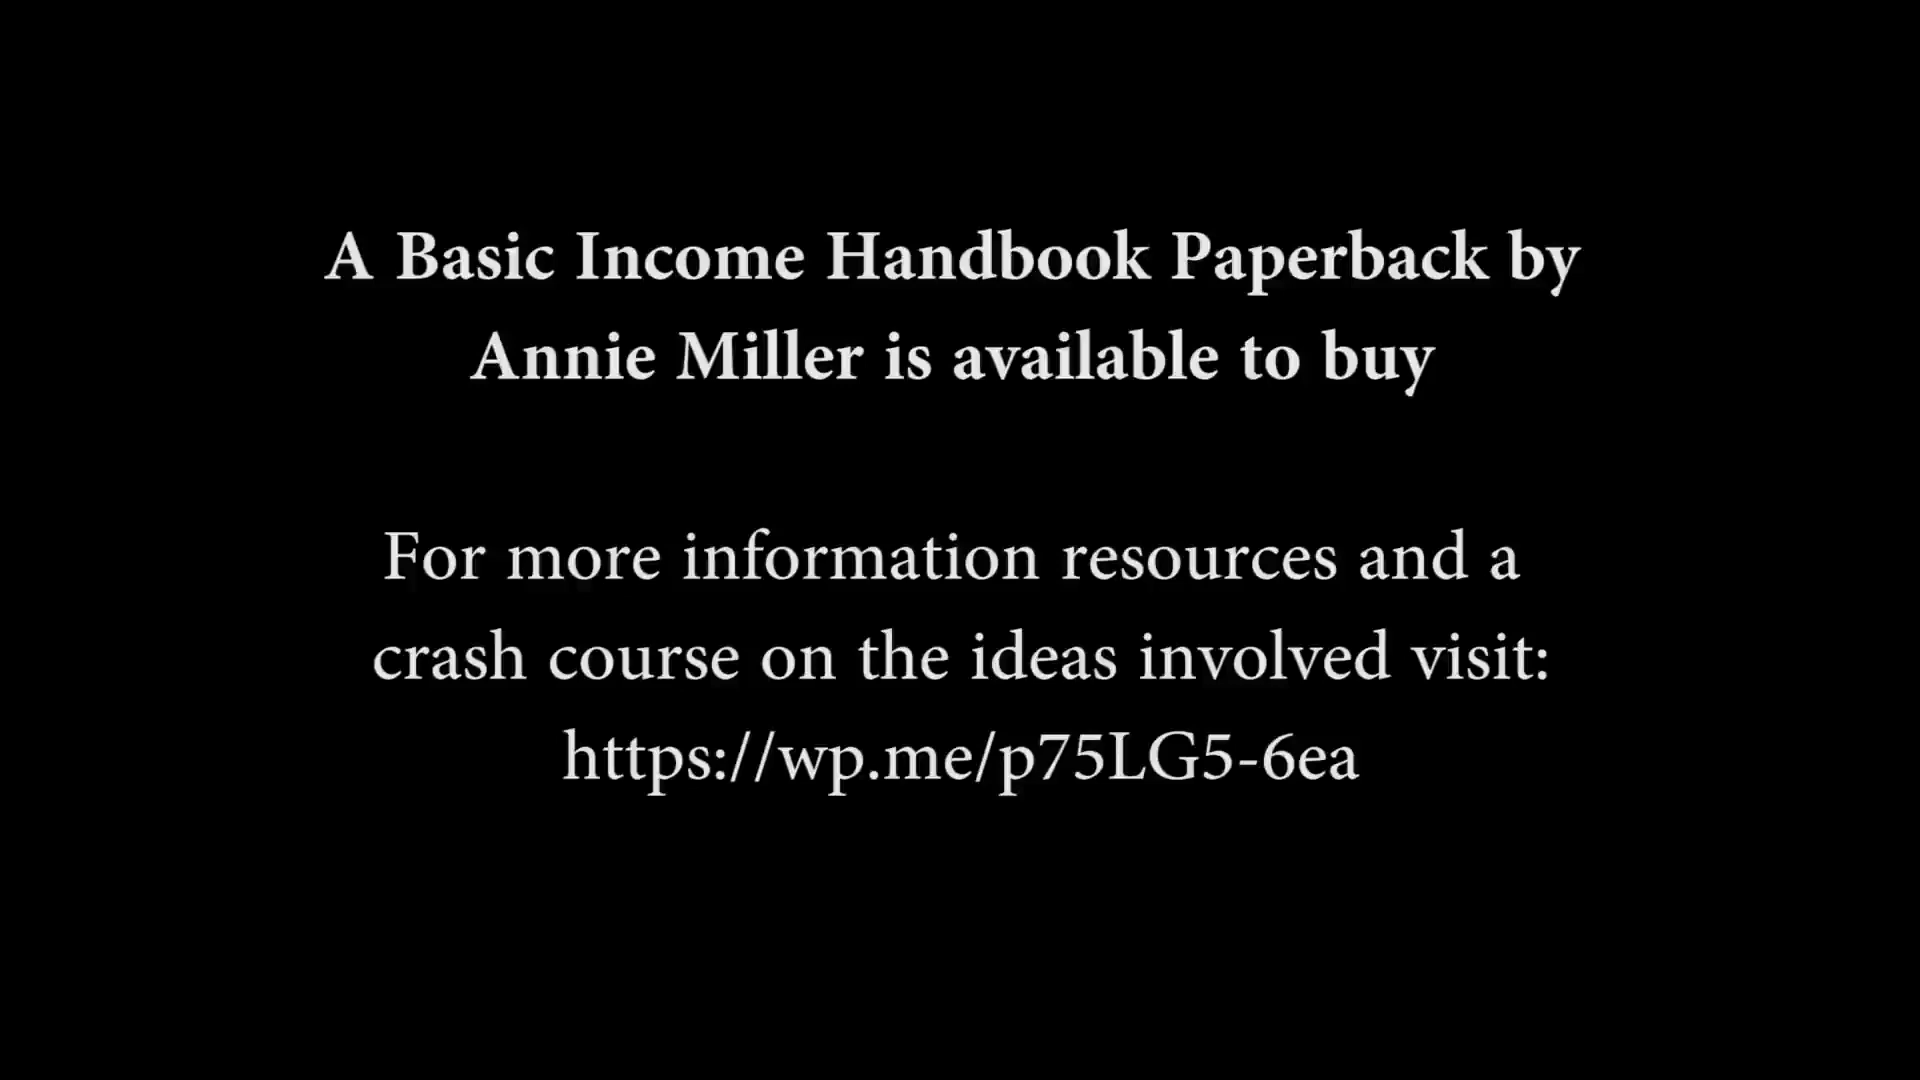 A Basic Income Handbook Paperback by
Annie Miller is available to buy
For more information resources and a
crash course on the ideas involved visit:
https://wp.me/p75LG5-6ea